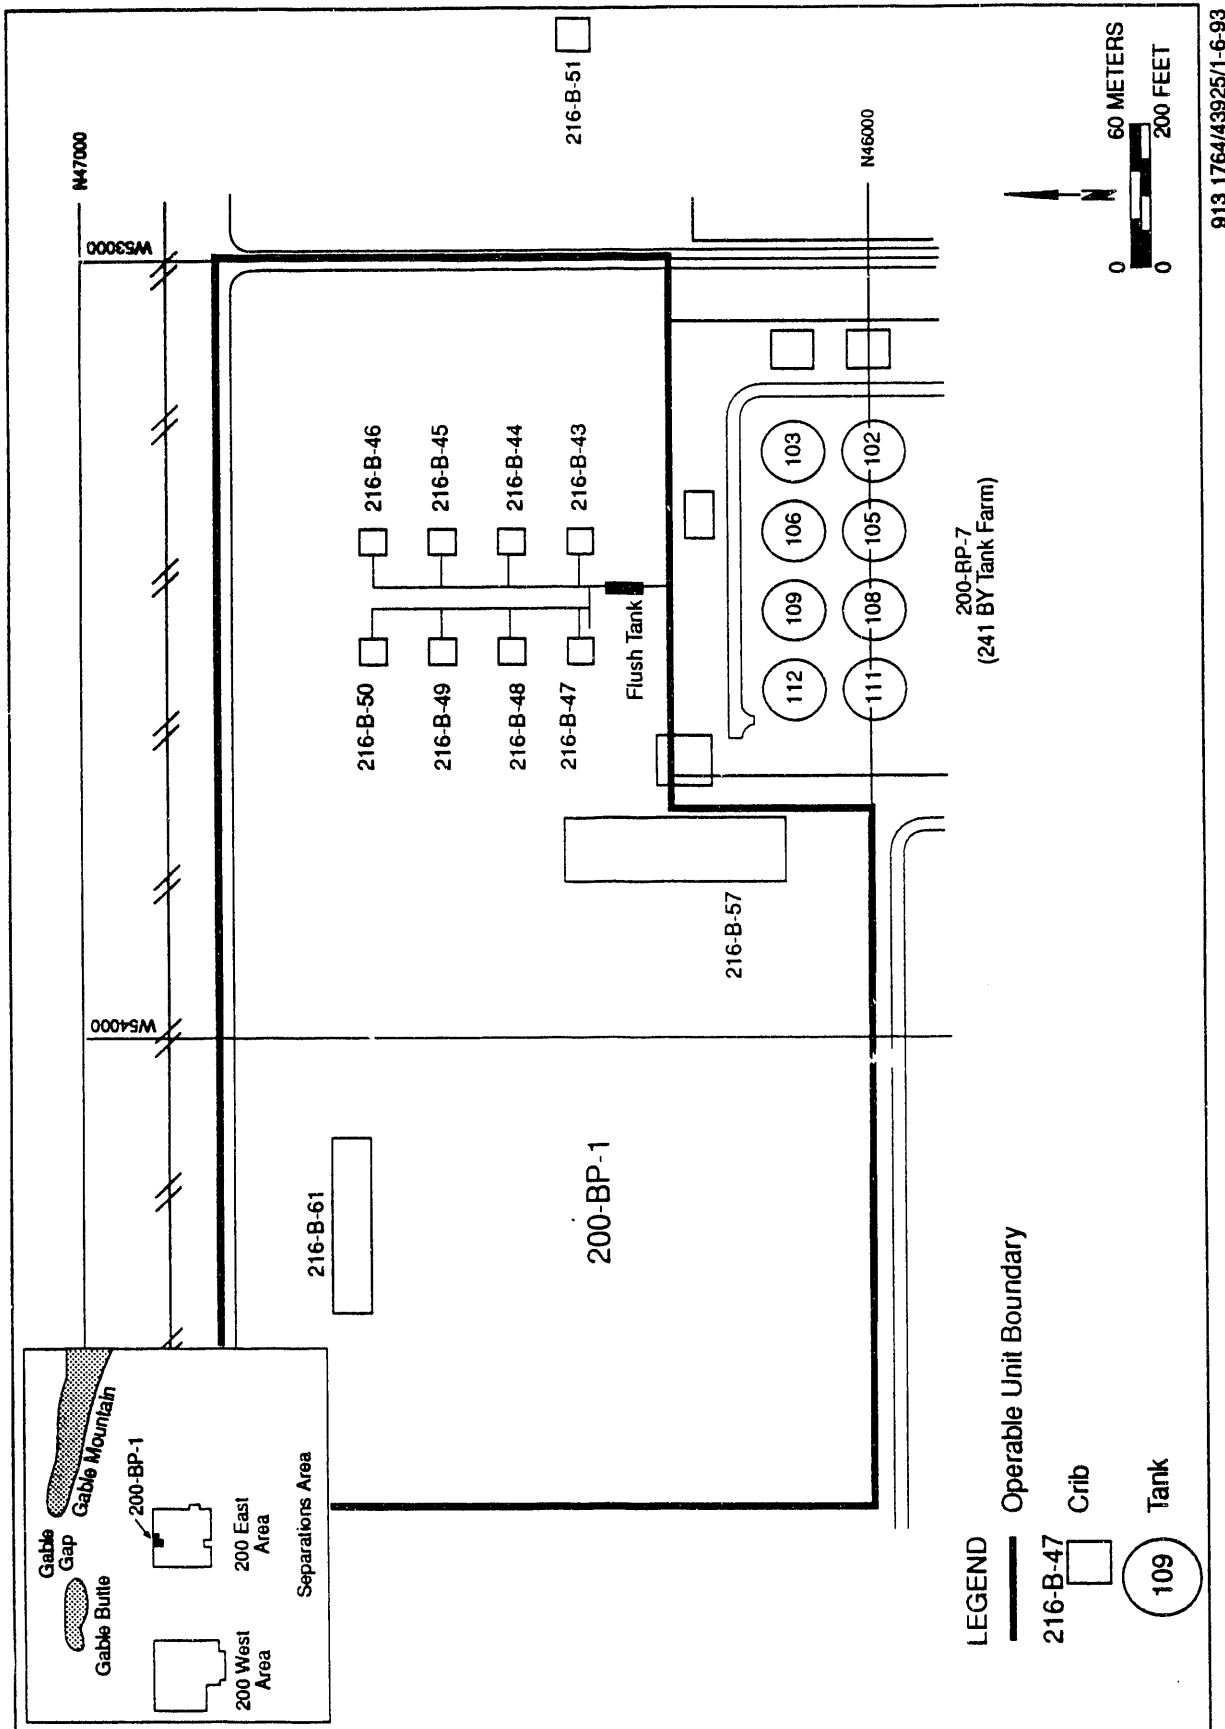 Gable
Gap
Gable Butte
Gable Mountain
200-BP-1
200 West
Area
200 East
Area
Separations Area
W54000
W53000
N47000
216-B-61
216-B-50
216-B-46
216-B-49
216-B-45
216-B-48
216-B-44
216-B-47
216-B-43
216-B-51
Flush Tank
200-BP-1
216-B-57
112
109
106
103
111
108
105
102
N46000
200-BP-7
(241 BY Tank Farm)
LEGEND
Operable Unit Boundary
216-B-47
Crib
109
Tank
N
0
60 METERS
0
200 FEET
913 1764/43925/1-6-93